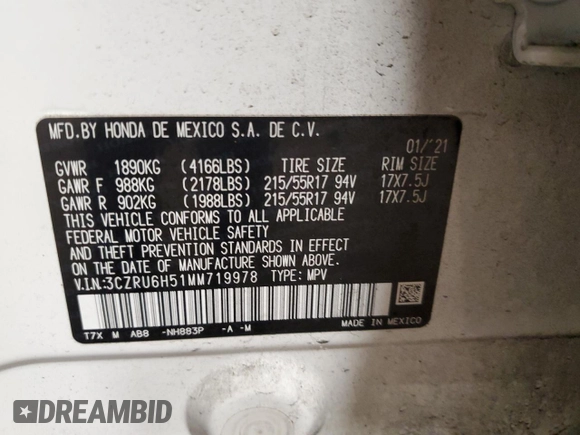 MFD.BY HONDA DE MEXICO S.A. DE C.V.
01/'21
GVWR 1890KG (4166LBS) TIRE SIZE RIM SIZE
GAWR F 988KG (2178LBS) 215/55R17 94V 17X7.5J
GAWR R 902KG (1988LBS) 215/55R17 94V 17X7.5J
THIS VEHICLE CONFORMS TO ALL APPLICABLE
FEDERAL MOTOR VEHICLE SAFETY
AND THEFT PREVENTION STANDARDS IN EFFECT
ON THE DATE OF MANUFACTURE SHOWN ABOVE.
V.I.N:3CZRU6H51MM719978 TYPE: MPV
T7X M AB8 -NH883P -A -M
MADE IN MEXICO
DREAMBID